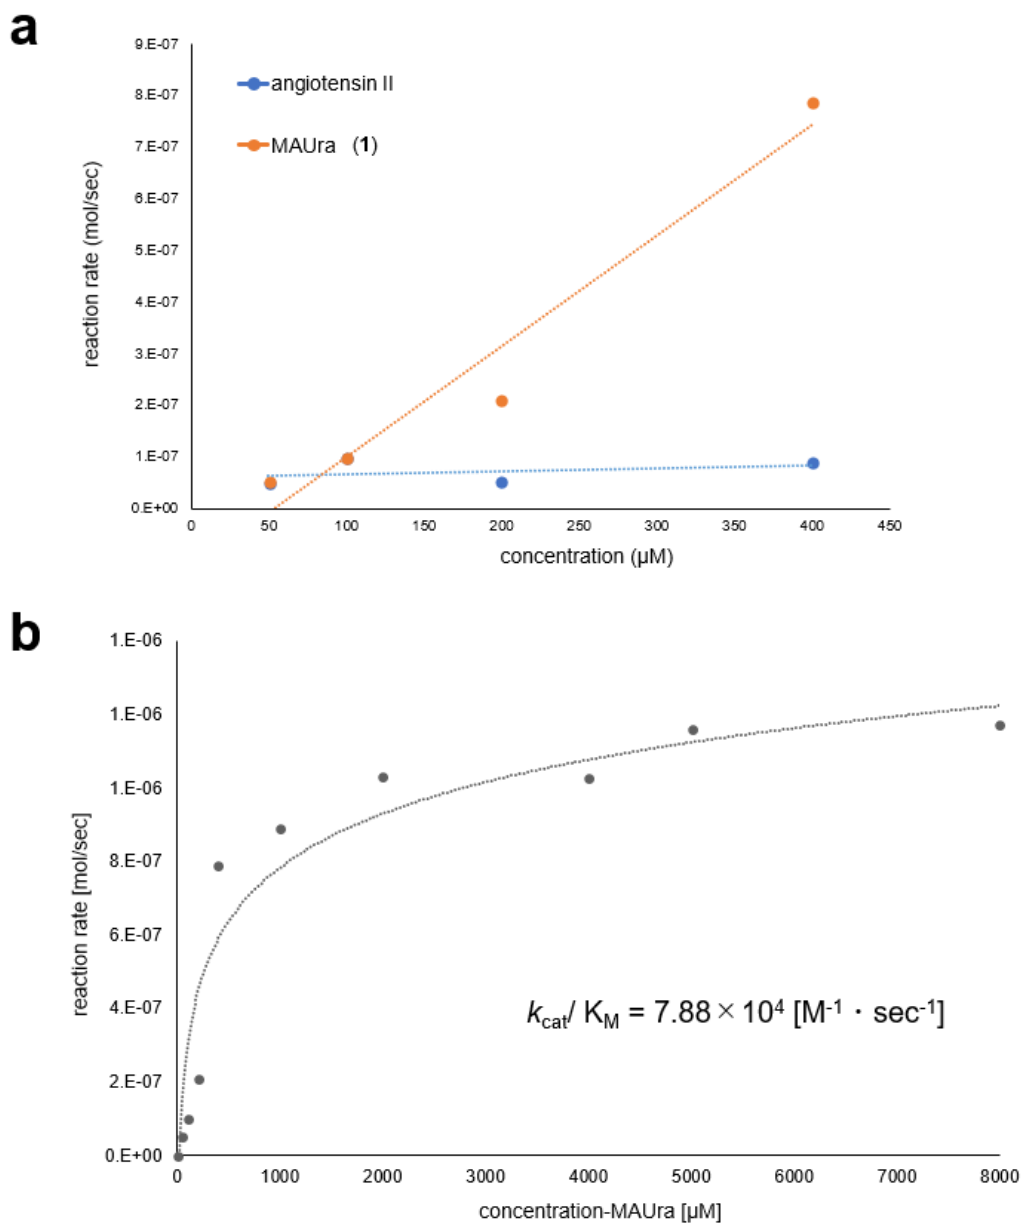 a
9.E-07
8.E-07
7.E-07
6.E-07
5.E-07
4.E-07
3.E-07
2.E-07
1.E-07
0.E+00
reaction rate (mol/sec)
angiotensin II
MAUra (1)
0 50 100 150 200 250 300 350 400 450
concentration (μM)
b
1.E-06
1.E-06
1.E-06
8.E-07
6.E-07
4.E-07
2.E-07
0.E+00
reaction rate [mol/sec]
k_cat/ K_M = 7.88 × 10⁴ [M⁻¹ · sec⁻¹]
0 1000 2000 3000 4000 5000 6000 7000 8000
concentration-MAUra [μM]